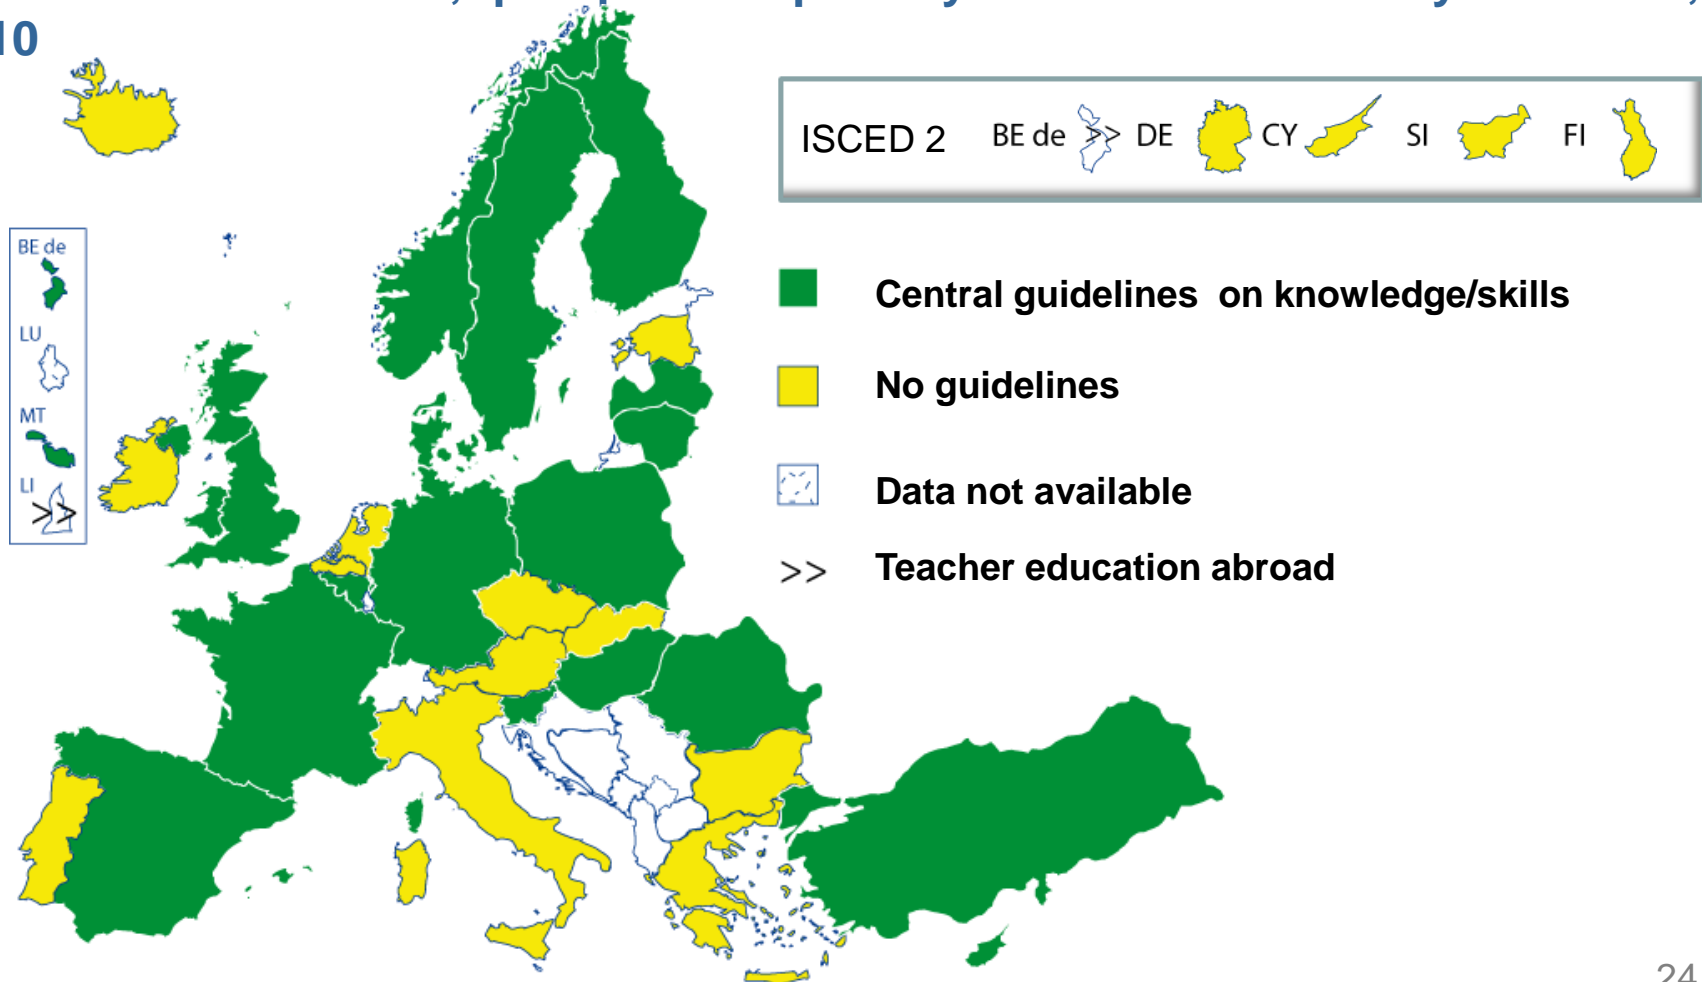 10
ISCED 2 BE de >> DE CY SI FI
BE de
LU
MT
LI
>>
Central guidelines on knowledge/skills
No guidelines
Data not available
>> Teacher education abroad
24